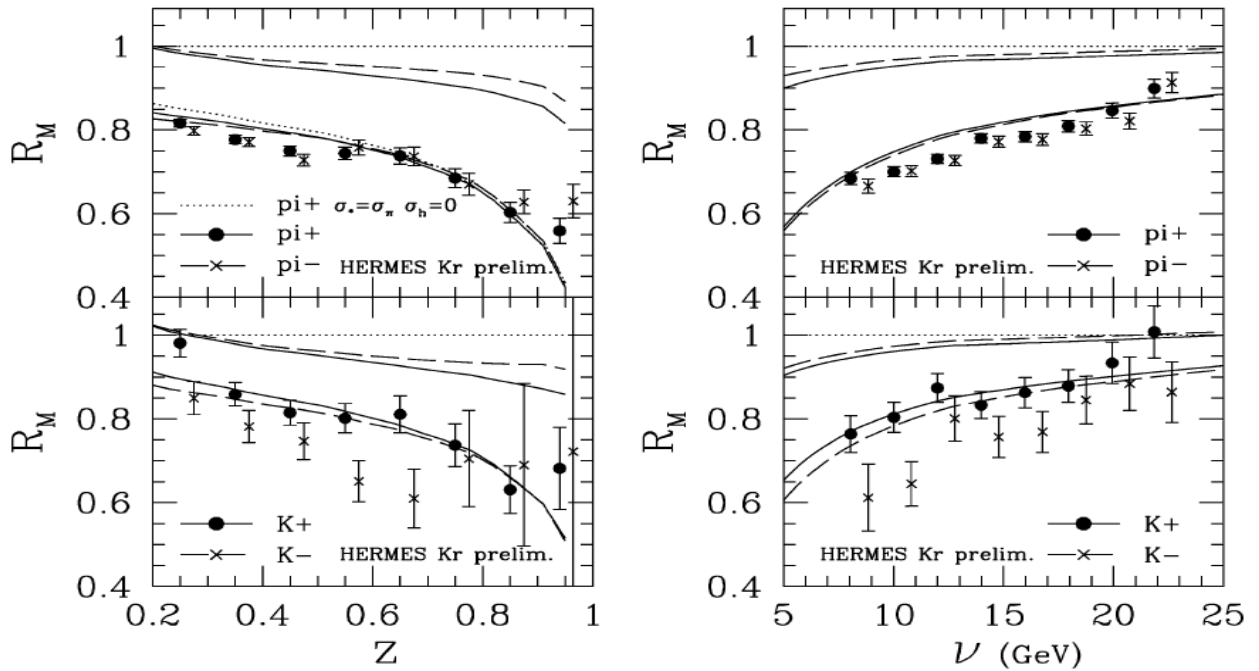 1
0.8
R_M
0.6
0.4
pi+ σ_*=σ_π σ_h=0
pi+
pi− HERMES Kr prelim.
1
0.8
R_M
0.6
0.4
pi+
HERMES Kr prelim. pi−
1
0.8
R_M
0.6
0.4
K+
K− HERMES Kr prelim.
0.2 0.4 0.6 0.8 1
Z
1
0.8
R_M
0.6
0.4
K+
HERMES Kr prelim. K−
5 10 15 20 25
ν (GeV)